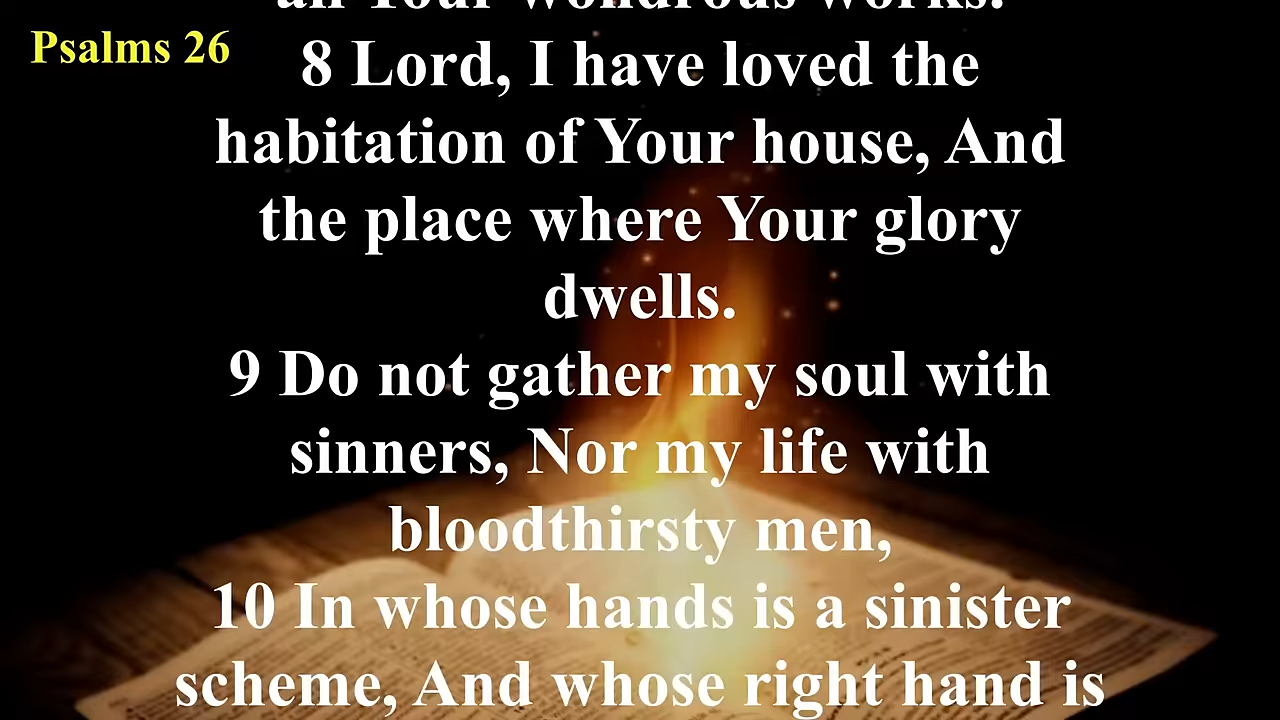 all Your wondrous works.
Psalms 26
8 Lord, I have loved the
habitation of Your house, And
the place where Your glory
dwells.
9 Do not gather my soul with
sinners, Nor my life with
bloodthirsty men,
10 In whose hands is a sinister
scheme, And whose right hand is